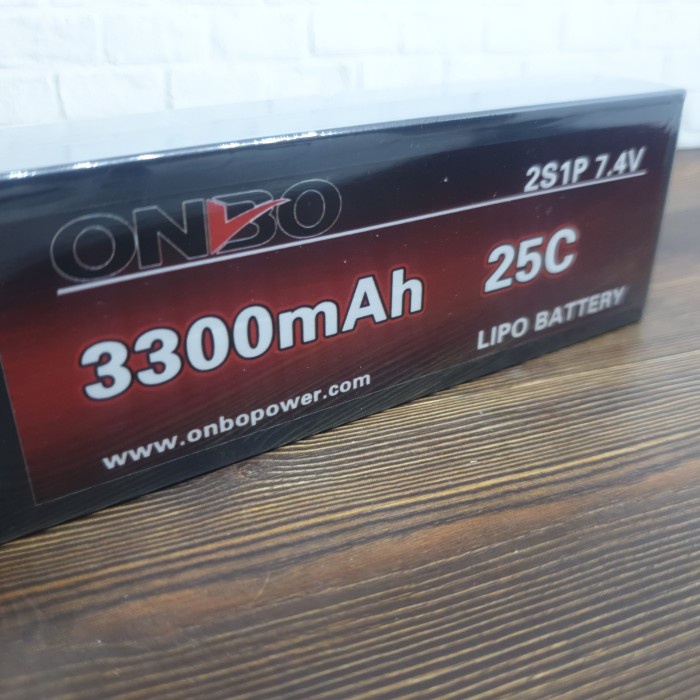 ONBO
2S1P 7.4V
3300mAh
25C
LIPO BATTERY
www.onbopower.com